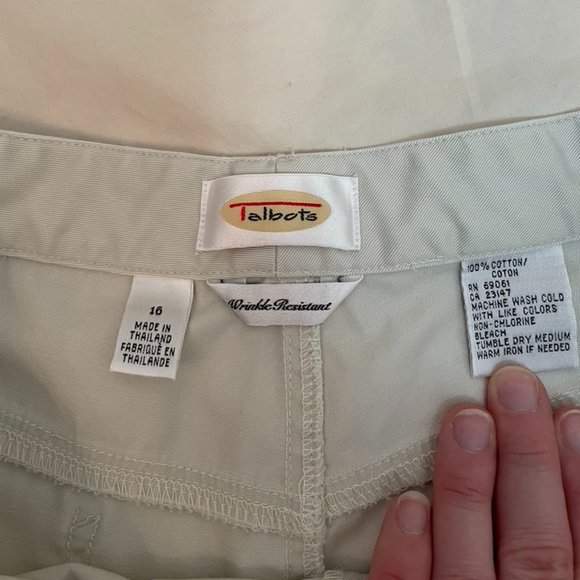 Talbots
Wrinkle Resistant
16
MADE IN
THAILAND
FABRIQUÉ EN
THAILANDE
100% COTTON/
COTON
RN 69061
CA 23147
MACHINE WASH COLD
WITH LIKE COLORS
NON-CHLORINE
BLEACH
TUMBLE DRY MEDIUM
WARM IRON IF NEEDED